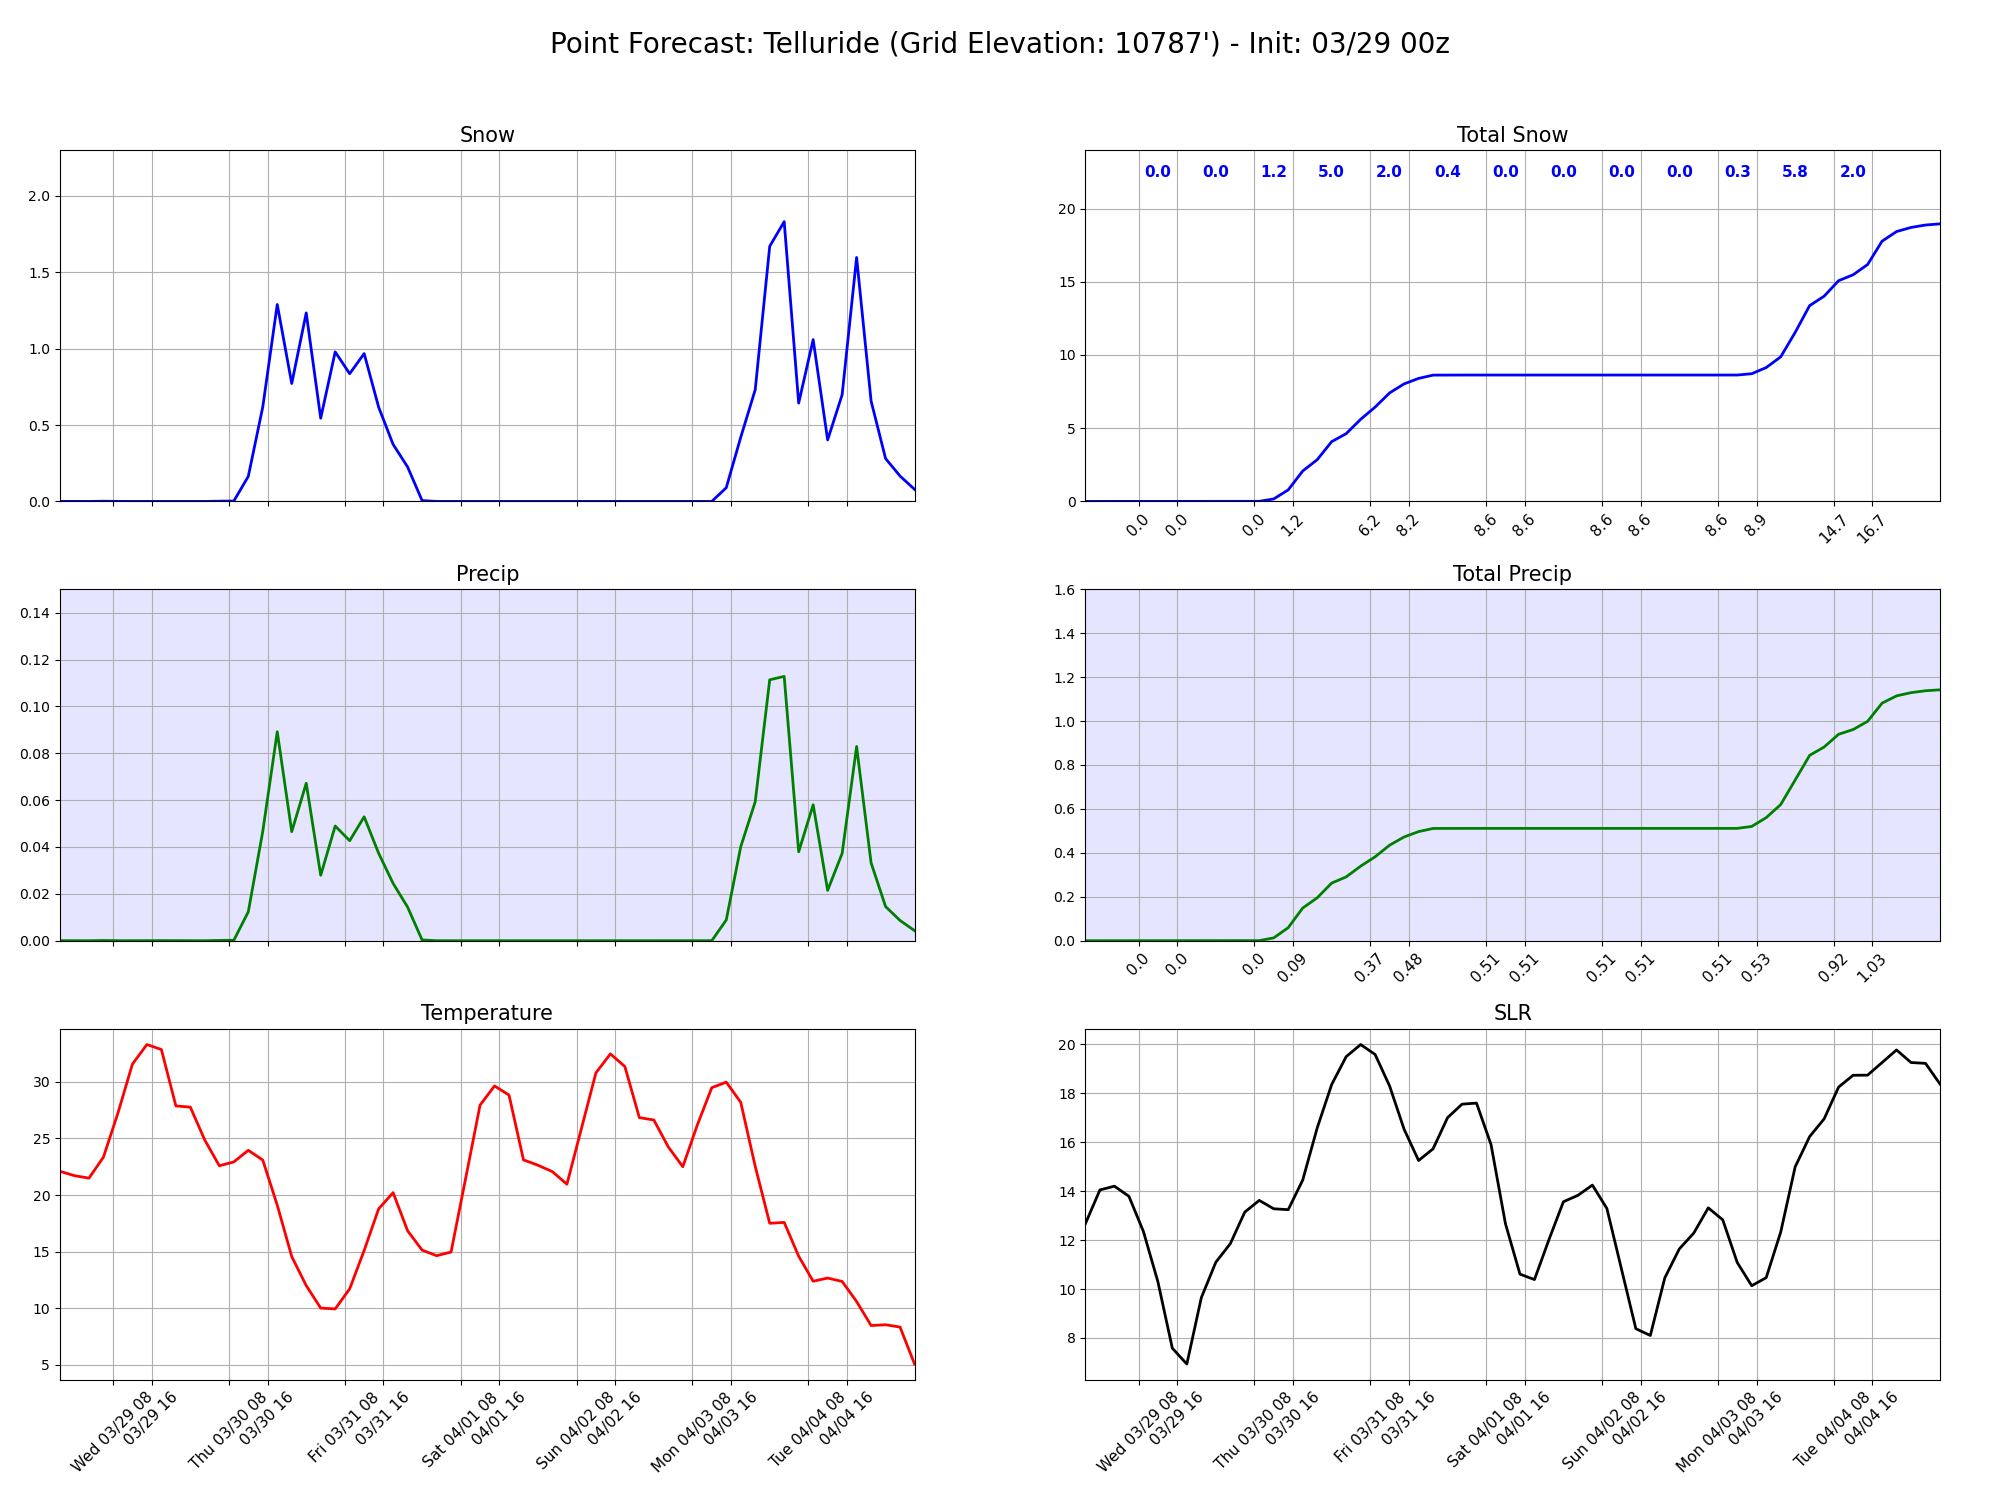 Point Forecast: Telluride (Grid Elevation: 10787') - Init: 03/29 00z
Snow
2.0
1.5
1.0
0.5
0.0
Total Snow
0.0 0.0 1.2 5.0 2.0 0.4 0.0 0.0 0.0 0.0 0.3 5.8 2.0
20
15
10
5
0
0.0 0.0 0.0 1.2 6.2 8.2 8.6 8.6 8.6 8.6 8.6 8.9 14.7 16.7
Precip
0.14
0.12
0.10
0.08
0.06
0.04
0.02
0.00
Total Precip
1.6
1.4
1.2
1.0
0.8
0.6
0.4
0.2
0.0
0.0 0.0 0.0 0.09 0.37 0.48 0.51 0.51 0.51 0.51 0.51 0.53 0.92 1.03
Temperature
30
25
20
15
10
5
Wed 03/29 08
03/29 16
Thu 03/30 08
03/30 16
Fri 03/31 08
03/31 16
Sat 04/01 08
04/01 16
Sun 04/02 08
04/02 16
Mon 04/03 08
04/03 16
Tue 04/04 08
04/04 16
SLR
20
18
16
14
12
10
8
Wed 03/29 08
03/29 16
Thu 03/30 08
03/30 16
Fri 03/31 08
03/31 16
Sat 04/01 08
04/01 16
Sun 04/02 08
04/02 16
Mon 04/03 08
04/03 16
Tue 04/04 08
04/04 16